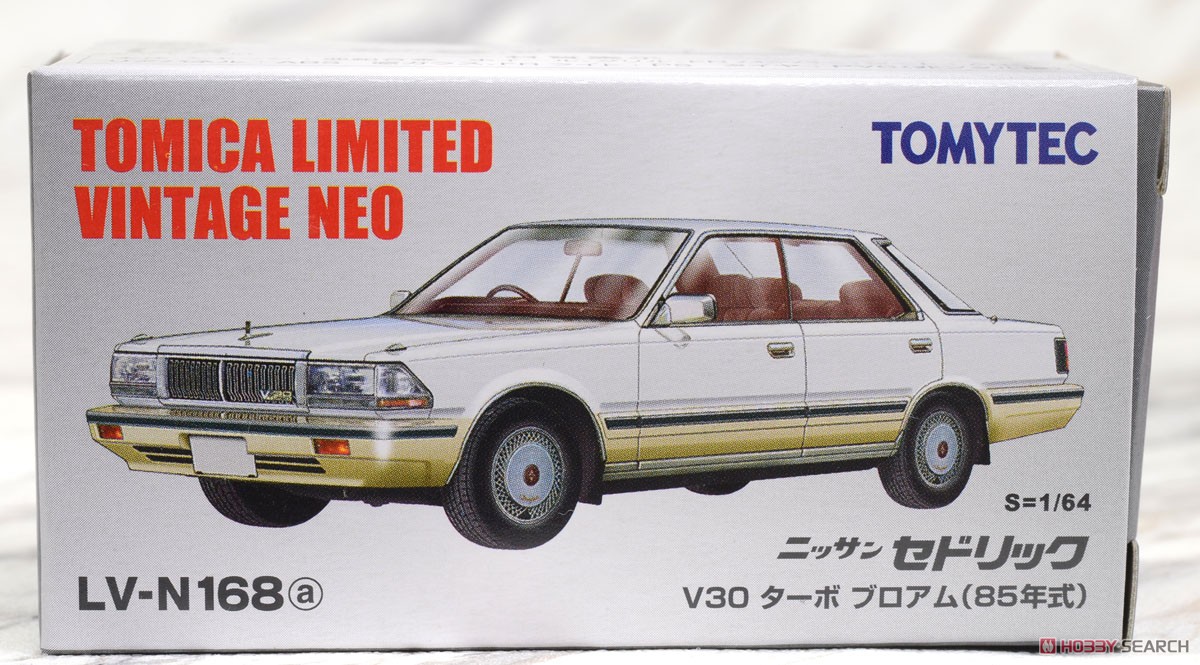 TOMICA LIMITED
VINTAGE NEO
TOMYTEC
V30
S=1/64
ニッサン セドリック
LV-N168ⓐ
V30 ターボ ブロアム(85年式)
HOBBY-SEARCH